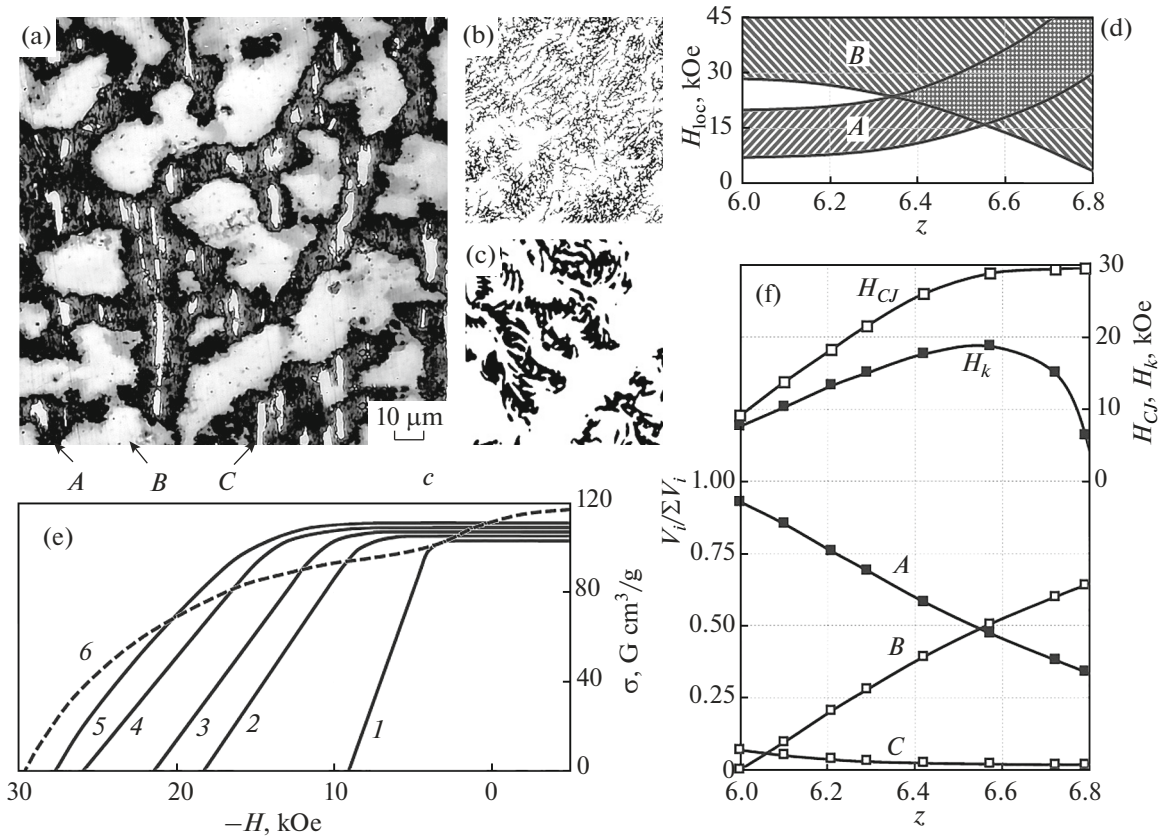 (a)
10 μm
A B C
(b)
(c)
c
(d)
45
30
15
0
H_loc, kOe
B
A
6.0 6.2 6.4 6.6 6.8
z
(e)
120
80
40
0
σ, G cm³/g
6
5
4
3
2
1
30 20 10 0
−H, kOe
(f)
H_CJ
H_k
30
20
10
0
H_CJ, H_k, kOe
1.00
0.75
0.50
0.25
0
V_i/ΣV_i
A
B
C
6.0 6.2 6.4 6.6 6.8
z